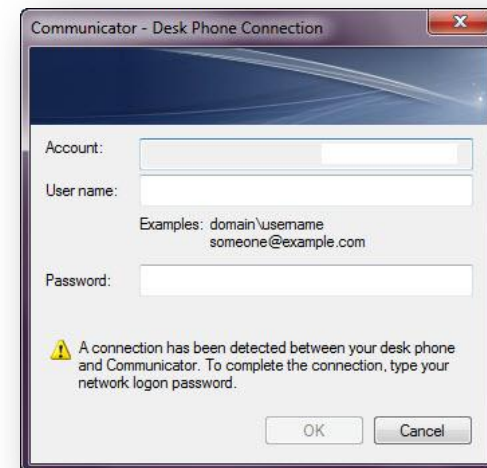 Communicator - Desk Phone Connection
Account:
User name:
Examples: domain\username
someone@example.com
Password:
A connection has been detected between your desk phone
and Communicator. To complete the connection, type your
network logon password.
OK Cancel